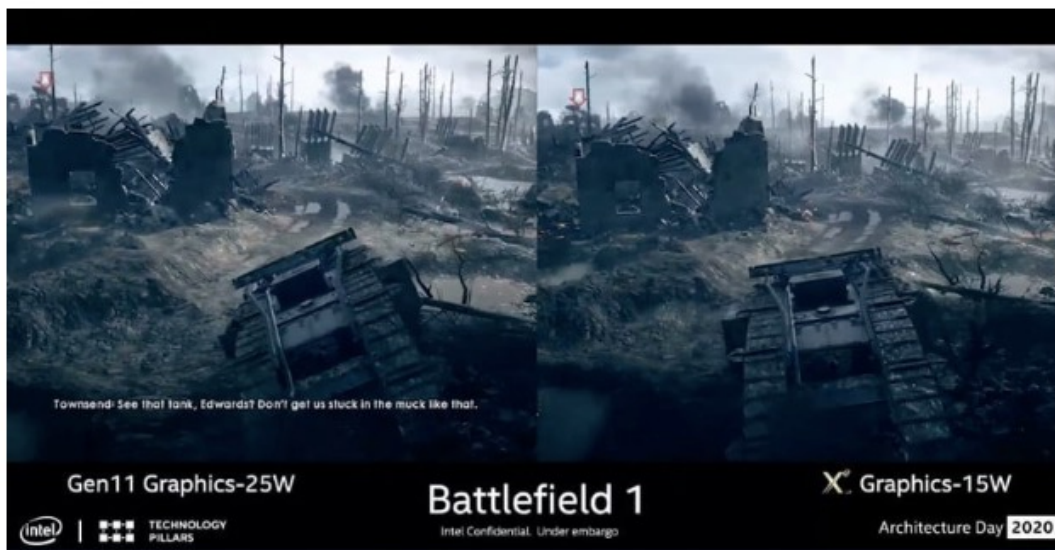 Townsend: See that tank, Edwards? Don't get us stuck in the muck like that.
Gen11 Graphics-25W
Battlefield 1
Xe Graphics-15W
Intel Confidential. Under embargo
intel
TECHNOLOGY
PILLARS
Architecture Day 2020